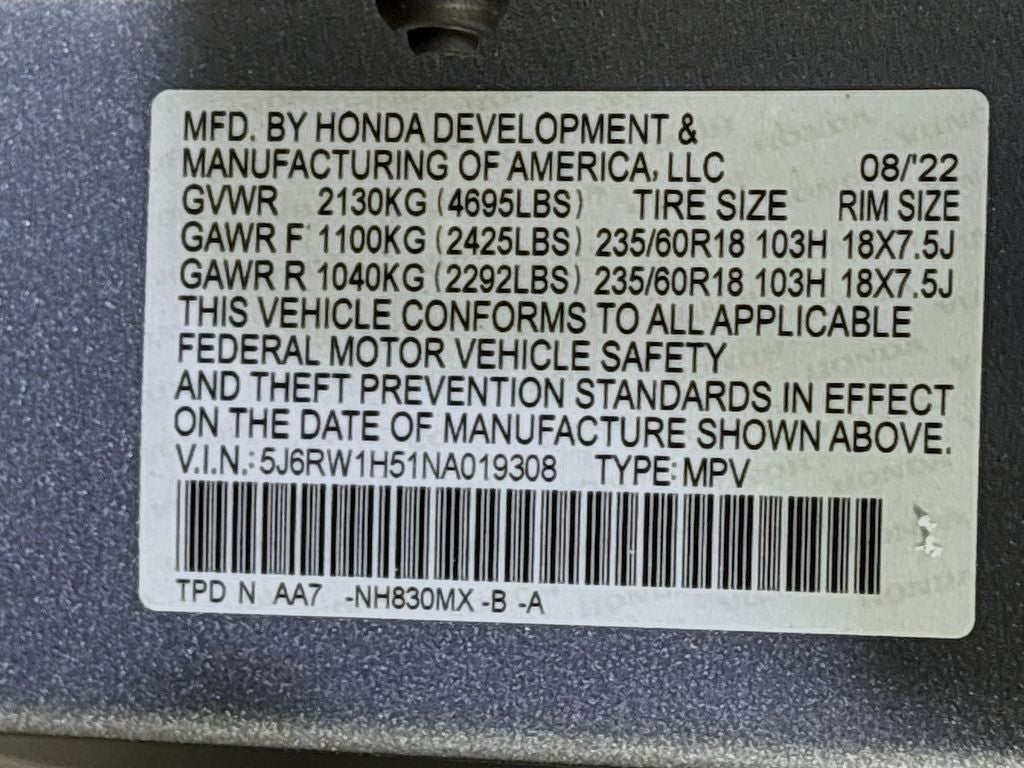 MFD. BY HONDA DEVELOPMENT &
MANUFACTURING OF AMERICA, LLC 08/'22
GVWR 2130KG (4695LBS) TIRE SIZE RIM SIZE
GAWR F 1100KG (2425LBS) 235/60R18 103H 18X7.5J
GAWR R 1040KG (2292LBS) 235/60R18 103H 18X7.5J
THIS VEHICLE CONFORMS TO ALL APPLICABLE
FEDERAL MOTOR VEHICLE SAFETY
AND THEFT PREVENTION STANDARDS IN EFFECT
ON THE DATE OF MANUFACTURE SHOWN ABOVE.
V.I.N.: 5J6RW1H51NA019308 TYPE: MPV
TPD N AA7 -NH830MX -B -A